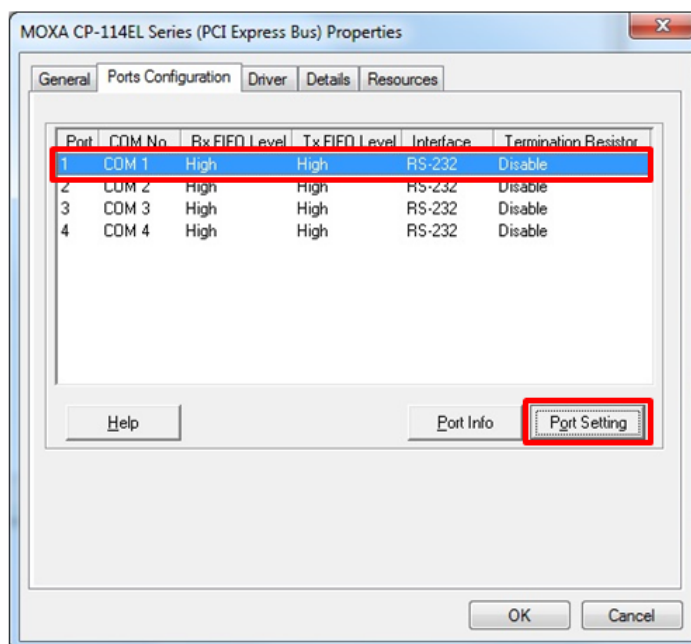 MOXA CP-114EL Series (PCI Express Bus) Properties
General Ports Configuration Driver Details Resources
Port COM No. Rx FIFO Level Tx FIFO Level Interface Termination Resistor
1 COM 1 High High RS-232 Disable
2 COM 2 High High RS-232 Disable
3 COM 3 High High RS-232 Disable
4 COM 4 High High RS-232 Disable
Help Port Info Port Setting
OK Cancel